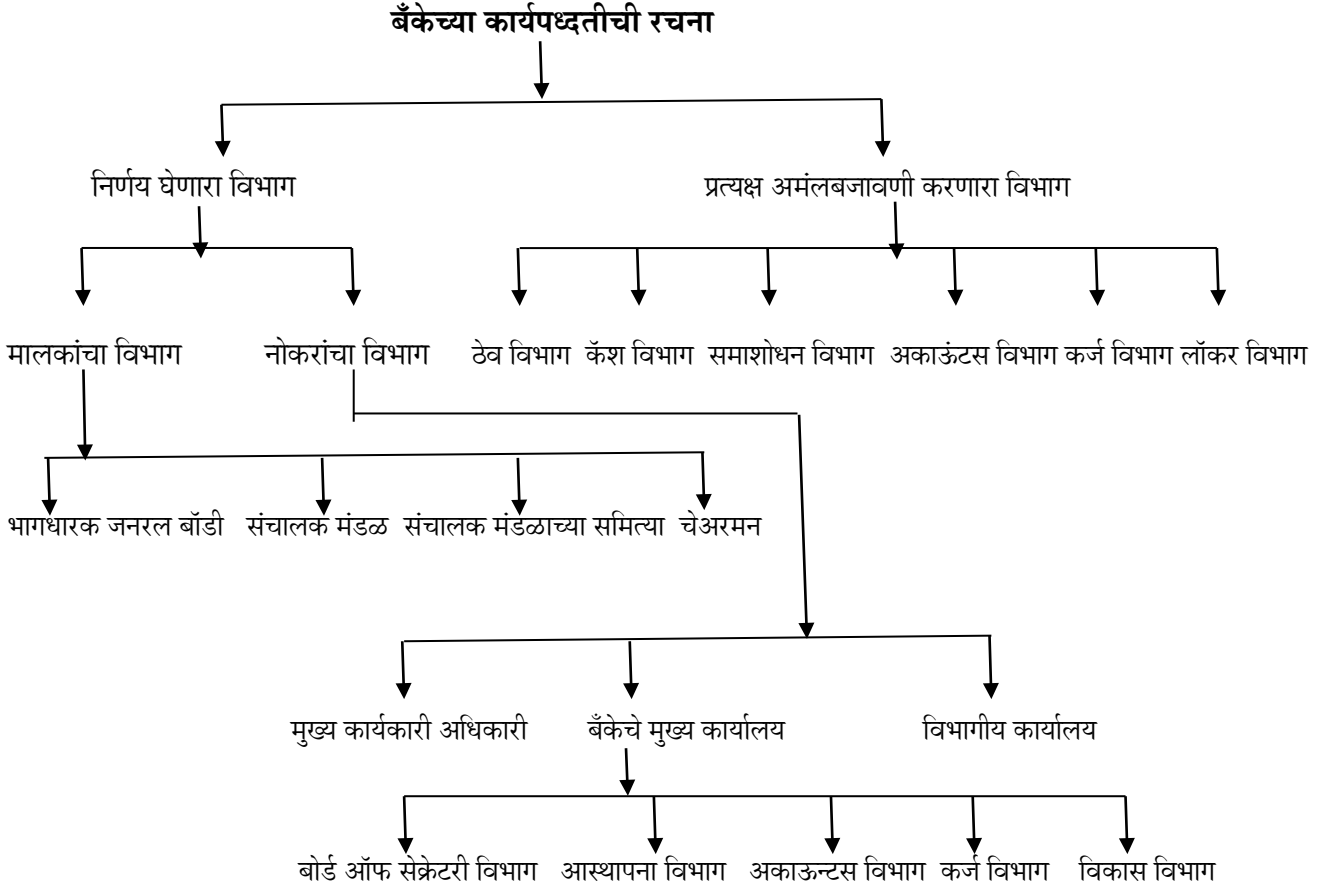 बँकेच्या कार्यपध्दतीची रचना
निर्णय घेणारा विभाग प्रत्यक्ष अमंलबजावणी करणारा विभाग
मालकांचा विभाग नोकरांचा विभाग ठेव विभाग कॅश विभाग समाशोधन विभाग अकाऊंटस विभाग कर्ज विभाग लॉकर विभाग
भागधारक जनरल बॉडी संचालक मंडळ संचालक मंडळाच्या समित्या चेअरमन
मुख्य कार्यकारी अधिकारी बँकेचे मुख्य कार्यालय विभागीय कार्यालय
बोर्ड ऑफ सेक्रेटरी विभाग आस्थापना विभाग अकाऊन्टस विभाग कर्ज विभाग विकास विभाग